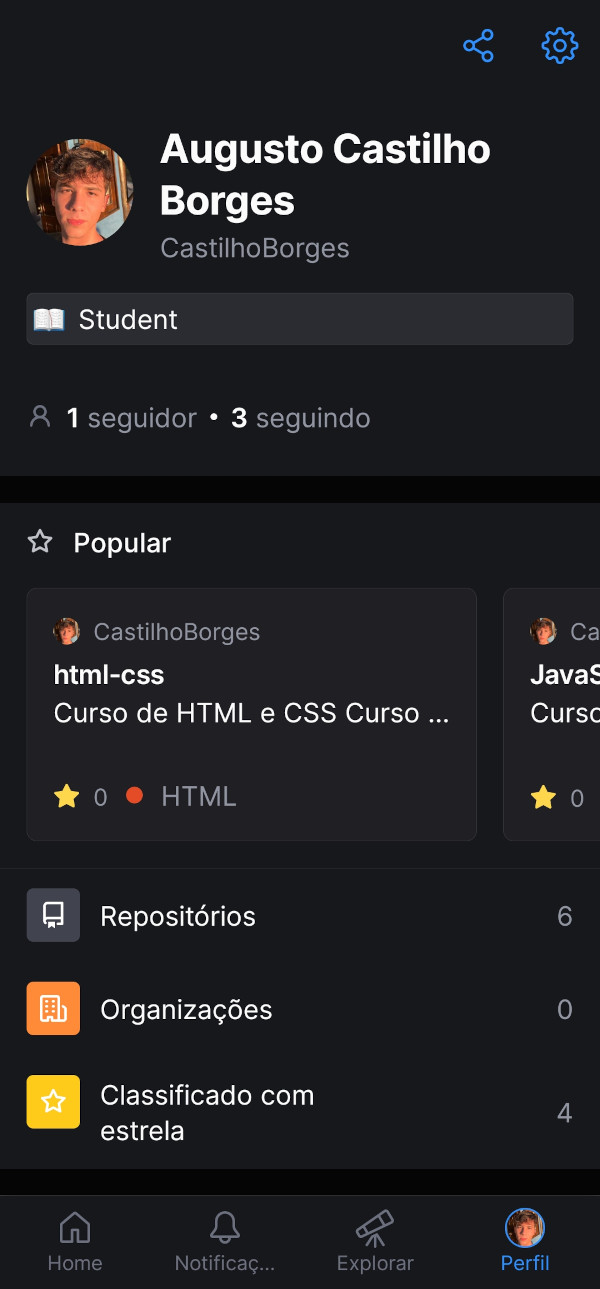 Augusto Castilho
Borges
CastilhoBorges
Student
1 seguidor • 3 seguindo
Popular
CastilhoBorges
html-css
Curso de HTML e CSS Curso ...
0 HTML
Ca
JavaS
Curso
0
Repositórios 6
Organizações 0
Classificado com
estrela 4
Home
Notificaç...
Explorar
Perfil